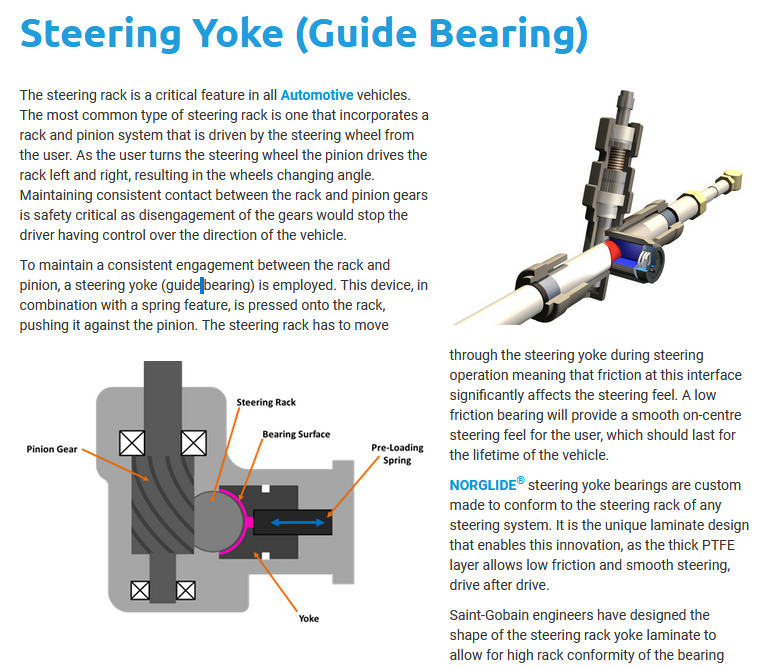 Steering Yoke (Guide Bearing)
The steering rack is a critical feature in all Automotive vehicles.
The most common type of steering rack is one that incorporates a
rack and pinion system that is driven by the steering wheel from
the user. As the user turns the steering wheel the pinion drives the
rack left and right, resulting in the wheels changing angle.
Maintaining consistent contact between the rack and pinion gears
is safety critical as disengagement of the gears would stop the
driver having control over the direction of the vehicle.
To maintain a consistent engagement between the rack and
pinion, a steering yoke (guide bearing) is employed. This device, in
combination with a spring feature, is pressed onto the rack,
pushing it against the pinion. The steering rack has to move
through the steering yoke during steering
operation meaning that friction at this interface
significantly affects the steering feel. A low
friction bearing will provide a smooth on-centre
steering feel for the user, which should last for
the lifetime of the vehicle.
NORGLIDE® steering yoke bearings are custom
made to conform to the steering rack of any
steering system. It is the unique laminate design
that enables this innovation, as the thick PTFE
layer allows low friction and smooth steering,
drive after drive.
Saint-Gobain engineers have designed the
shape of the steering rack yoke laminate to
allow for high rack conformity of the bearing
Steering Rack
Bearing Surface
Pre-Loading
Spring
Pinion Gear
Yoke